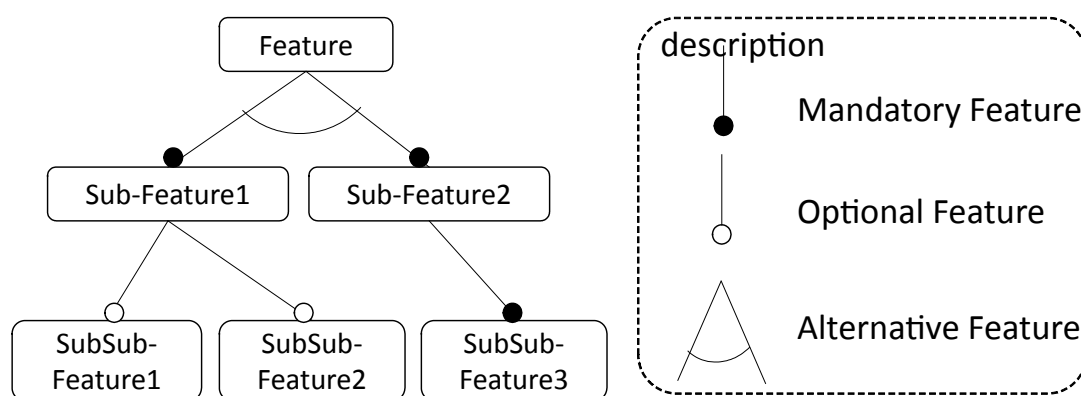 Feature
Sub-Feature1
Sub-Feature2
SubSub-
Feature1
SubSub-
Feature2
SubSub-
Feature3
description
Mandatory Feature
Optional Feature
Alternative Feature